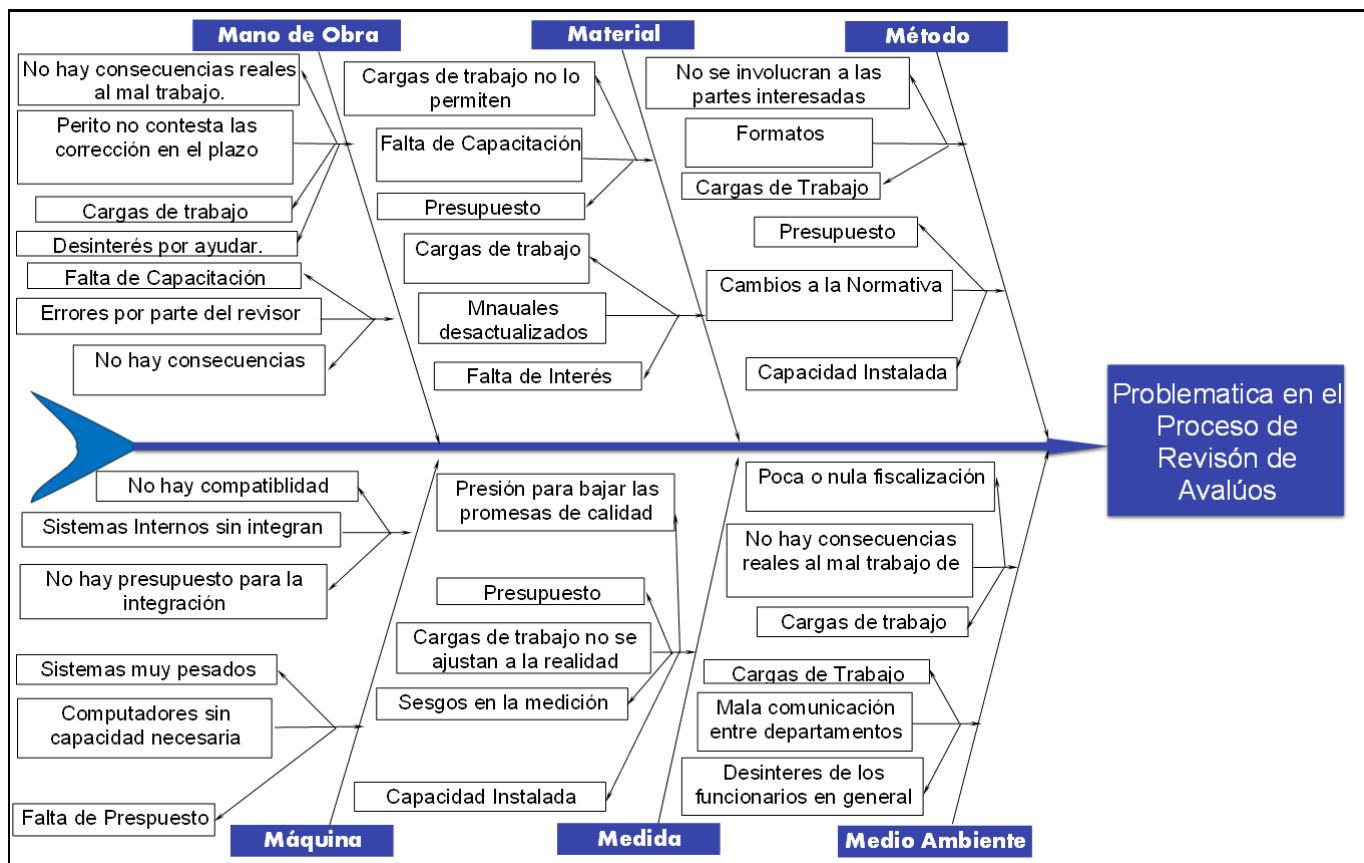 Mano de Obra
No hay consecuencias reales
al mal trabajo.
Perito no contesta las
corrección en el plazo
Cargas de trabajo
Desinterés por ayudar.
Falta de Capacitación
Errores por parte del revisor
No hay consecuencias
Material
Cargas de trabajo no lo
permiten
Falta de Capacitación
Presupuesto
Cargas de trabajo
Mnauales
desactualizados
Falta de Interés
Método
No se involucran a las
partes interesadas
Formatos
Cargas de Trabajo
Presupuesto
Cambios a la Normativa
Capacidad Instalada
Problematica en el
Proceso de
Revisón de
Avalúos
No hay compatiblidad
Sistemas Internos sin integran
No hay presupuesto para la
integración
Sistemas muy pesados
Computadores sin
capacidad necesaria
Falta de Prespuesto
Máquina
Presión para bajar las
promesas de calidad
Presupuesto
Cargas de trabajo no se
ajustan a la realidad
Sesgos en la medición
Capacidad Instalada
Medida
Poca o nula fiscalización
No hay consecuencias
reales al mal trabajo de
Cargas de trabajo
Cargas de Trabajo
Mala comunicación
entre departamentos
Desinteres de los
funcionarios en general
Medio Ambiente